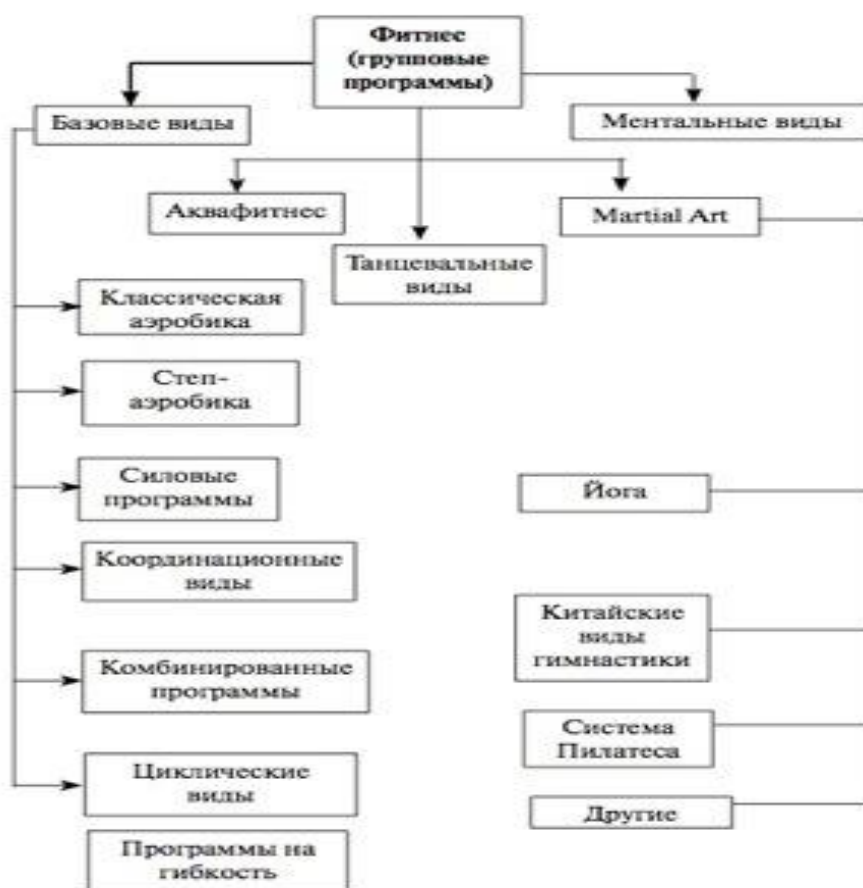 Фитнес
(групповые
программы)
Базовые виды
Ментальные виды
Аквафитнес
Martial Art
Танцевальные
виды
Классическая
аэробика
Степ-
аэробика
Силовые
программы
Йога
Координационные
виды
Китайские
виды
гимнастики
Комбинированные
программы
Система
Пилатеса
Циклические
виды
Другие
Программы на
гибкость